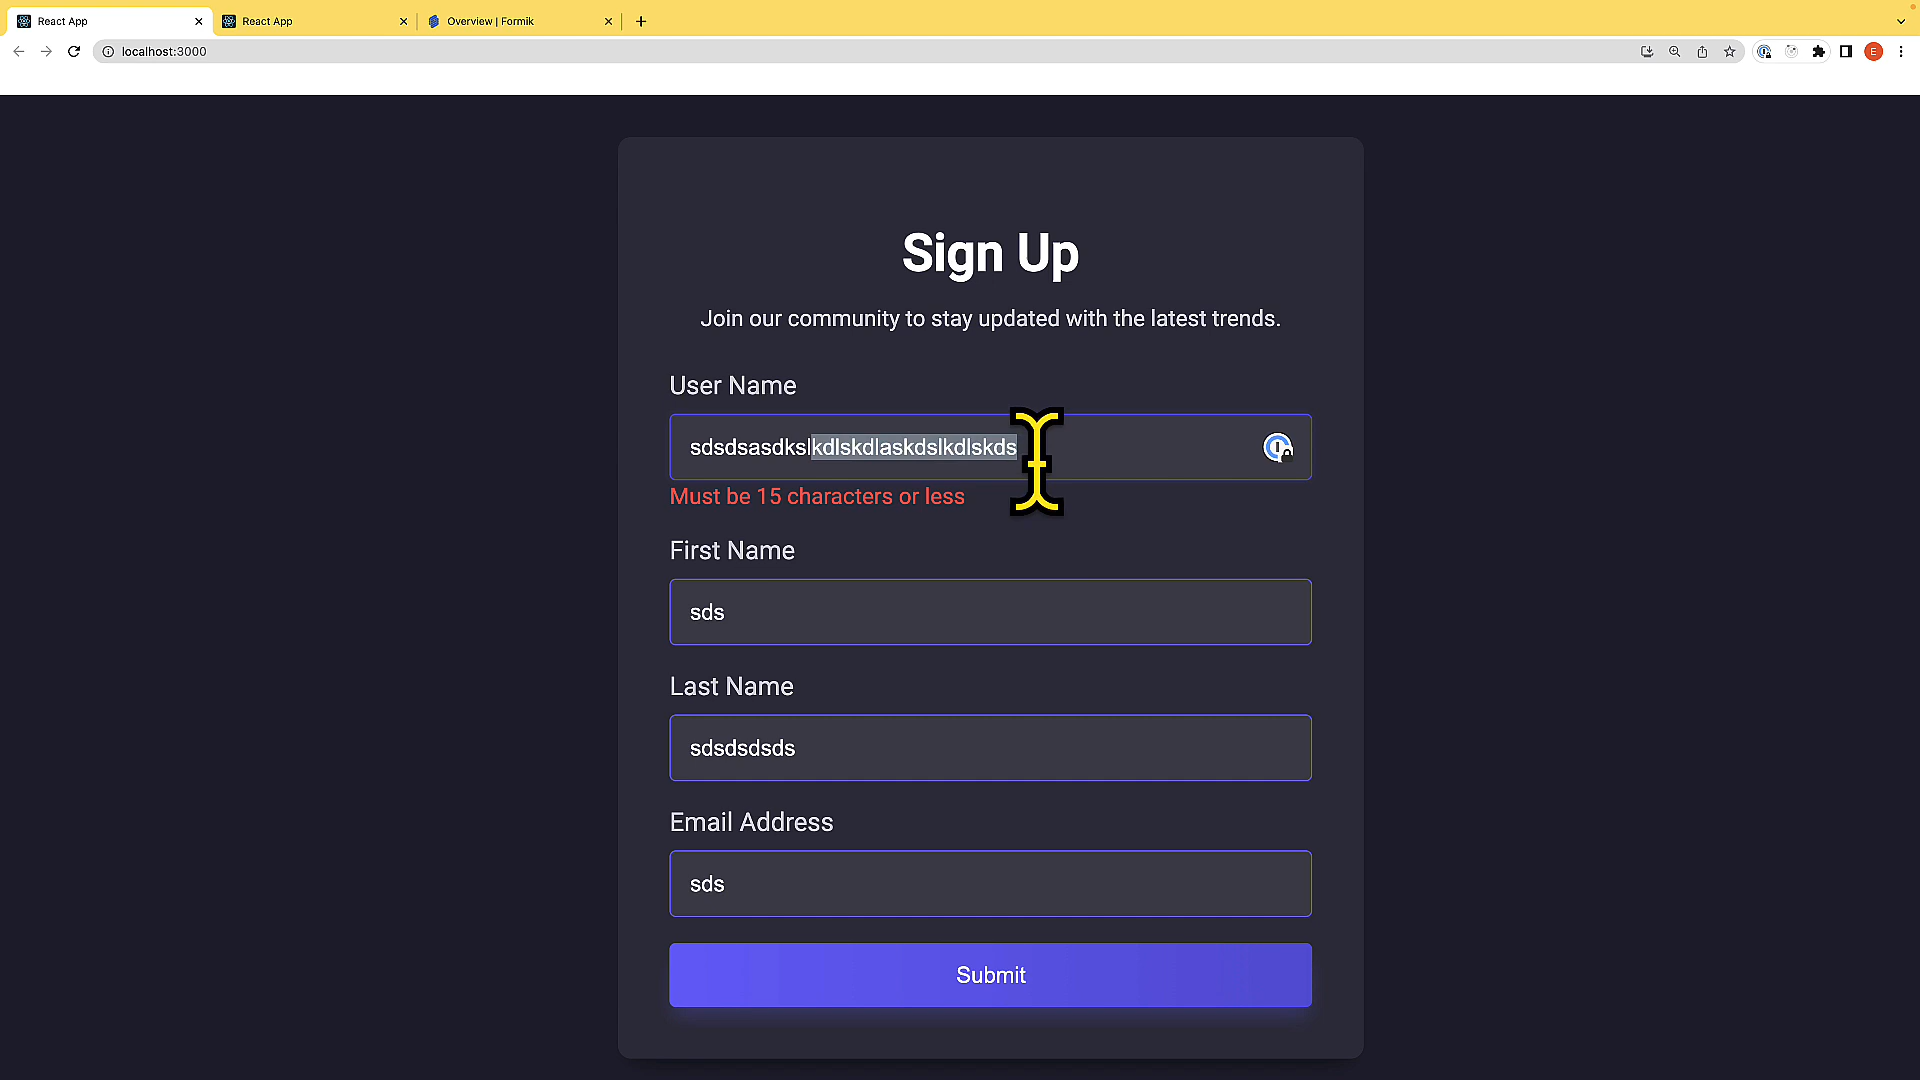 React App
React App
Overview | Formik
localhost:3000
E
Sign Up
Join our community to stay updated with the latest trends.
User Name
sdsdsasdkslkdlskdlaskdslkdlskds
Must be 15 characters or less
First Name
sds
Last Name
sdsdsdsds
Email Address
sds
Submit